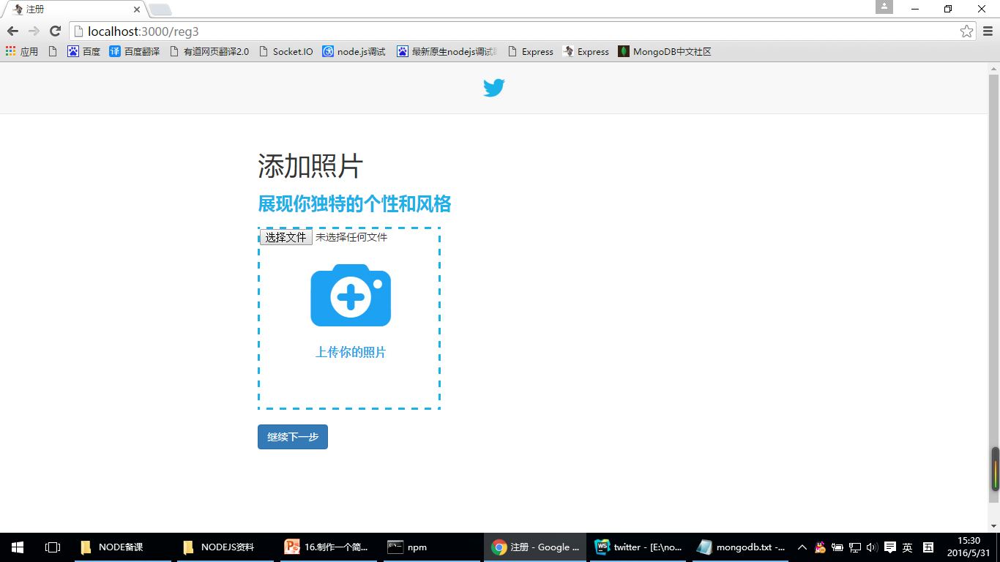 注册
localhost:3000/reg3
应用 百度 百度翻译 有道网页翻译2.0 Socket.IO node.js调试 最新原生nodejs调试 Express Express MongoDB中文社区
添加照片
展现你独特的个性和风格
选择文件 未选择任何文件
上传你的照片
继续下一步
NODE备课 NODEJS资料 16.制作一个简... npm 注册 - Google ... twitter - [E:\no... mongodb.txt -... 英 五
15:30
2016/5/31